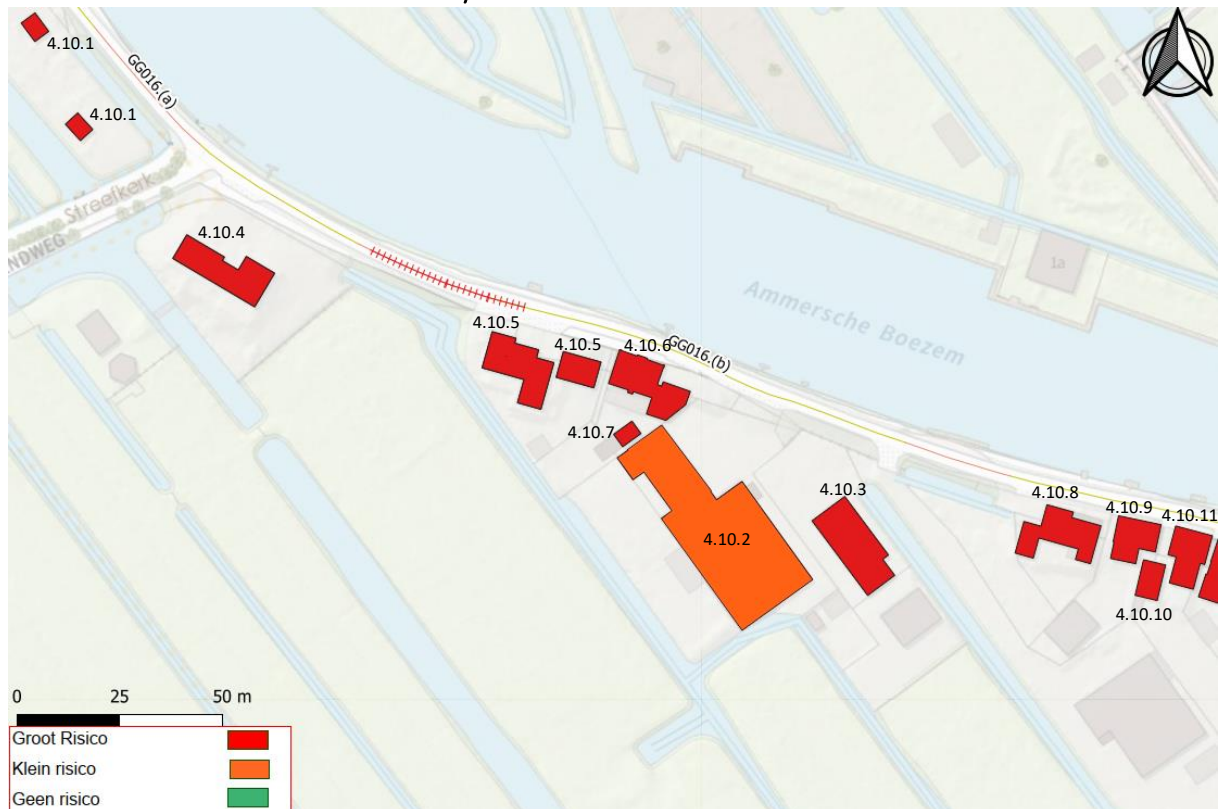 4.10.1
GG016.(a)
4.10.1
Streefkerk
NDWEG
4.10.4
1a
Ammersche Boezem
4.10.5
4.10.5
4.10.6
GG016.(b)
4.10.7
4.10.3
4.10.2
4.10.8
4.10.9
4.10.11
4.10.10
0 25 50 m
Groot Risico
Klein risico
Geen risico